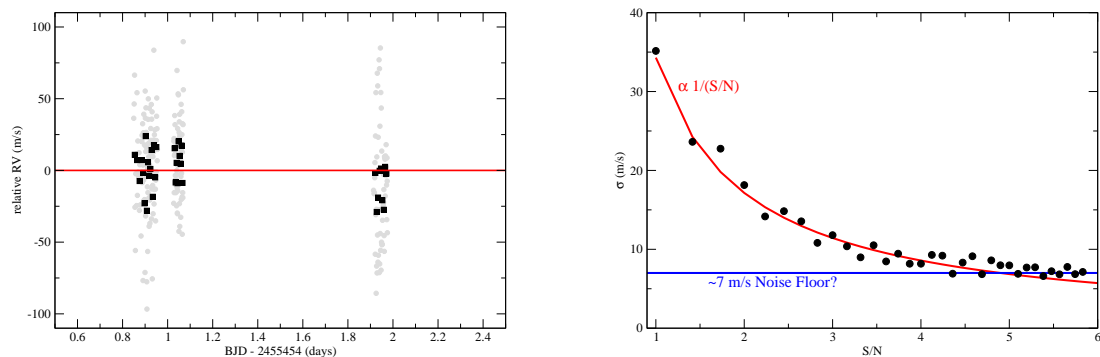 100
50
0
-50
-100
relative RV (m/s)
0.6 0.8 1 1.2 1.4 1.6 1.8 2 2.2 2.4
BJD - 2455454 (days)
40
30
20
10
0
σ (m/s)
α 1/(S/N)
~7 m/s Noise Floor?
1 2 3 4 5 6
S/N